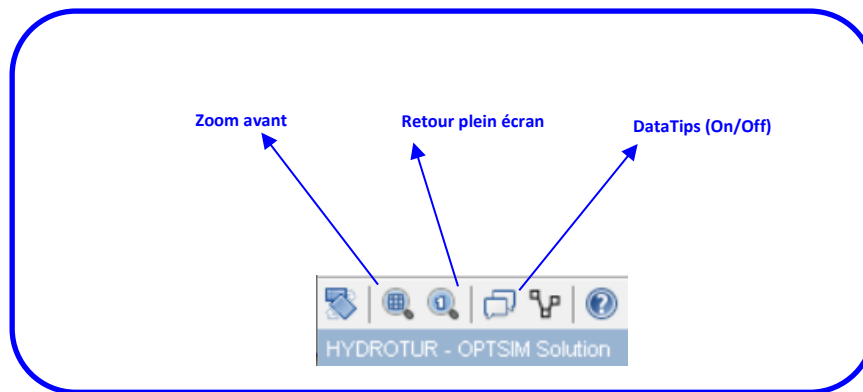 Zoom avant
Retour plein écran
DataTips (On/Off)
HYDROTUR - OPTSIM Solution